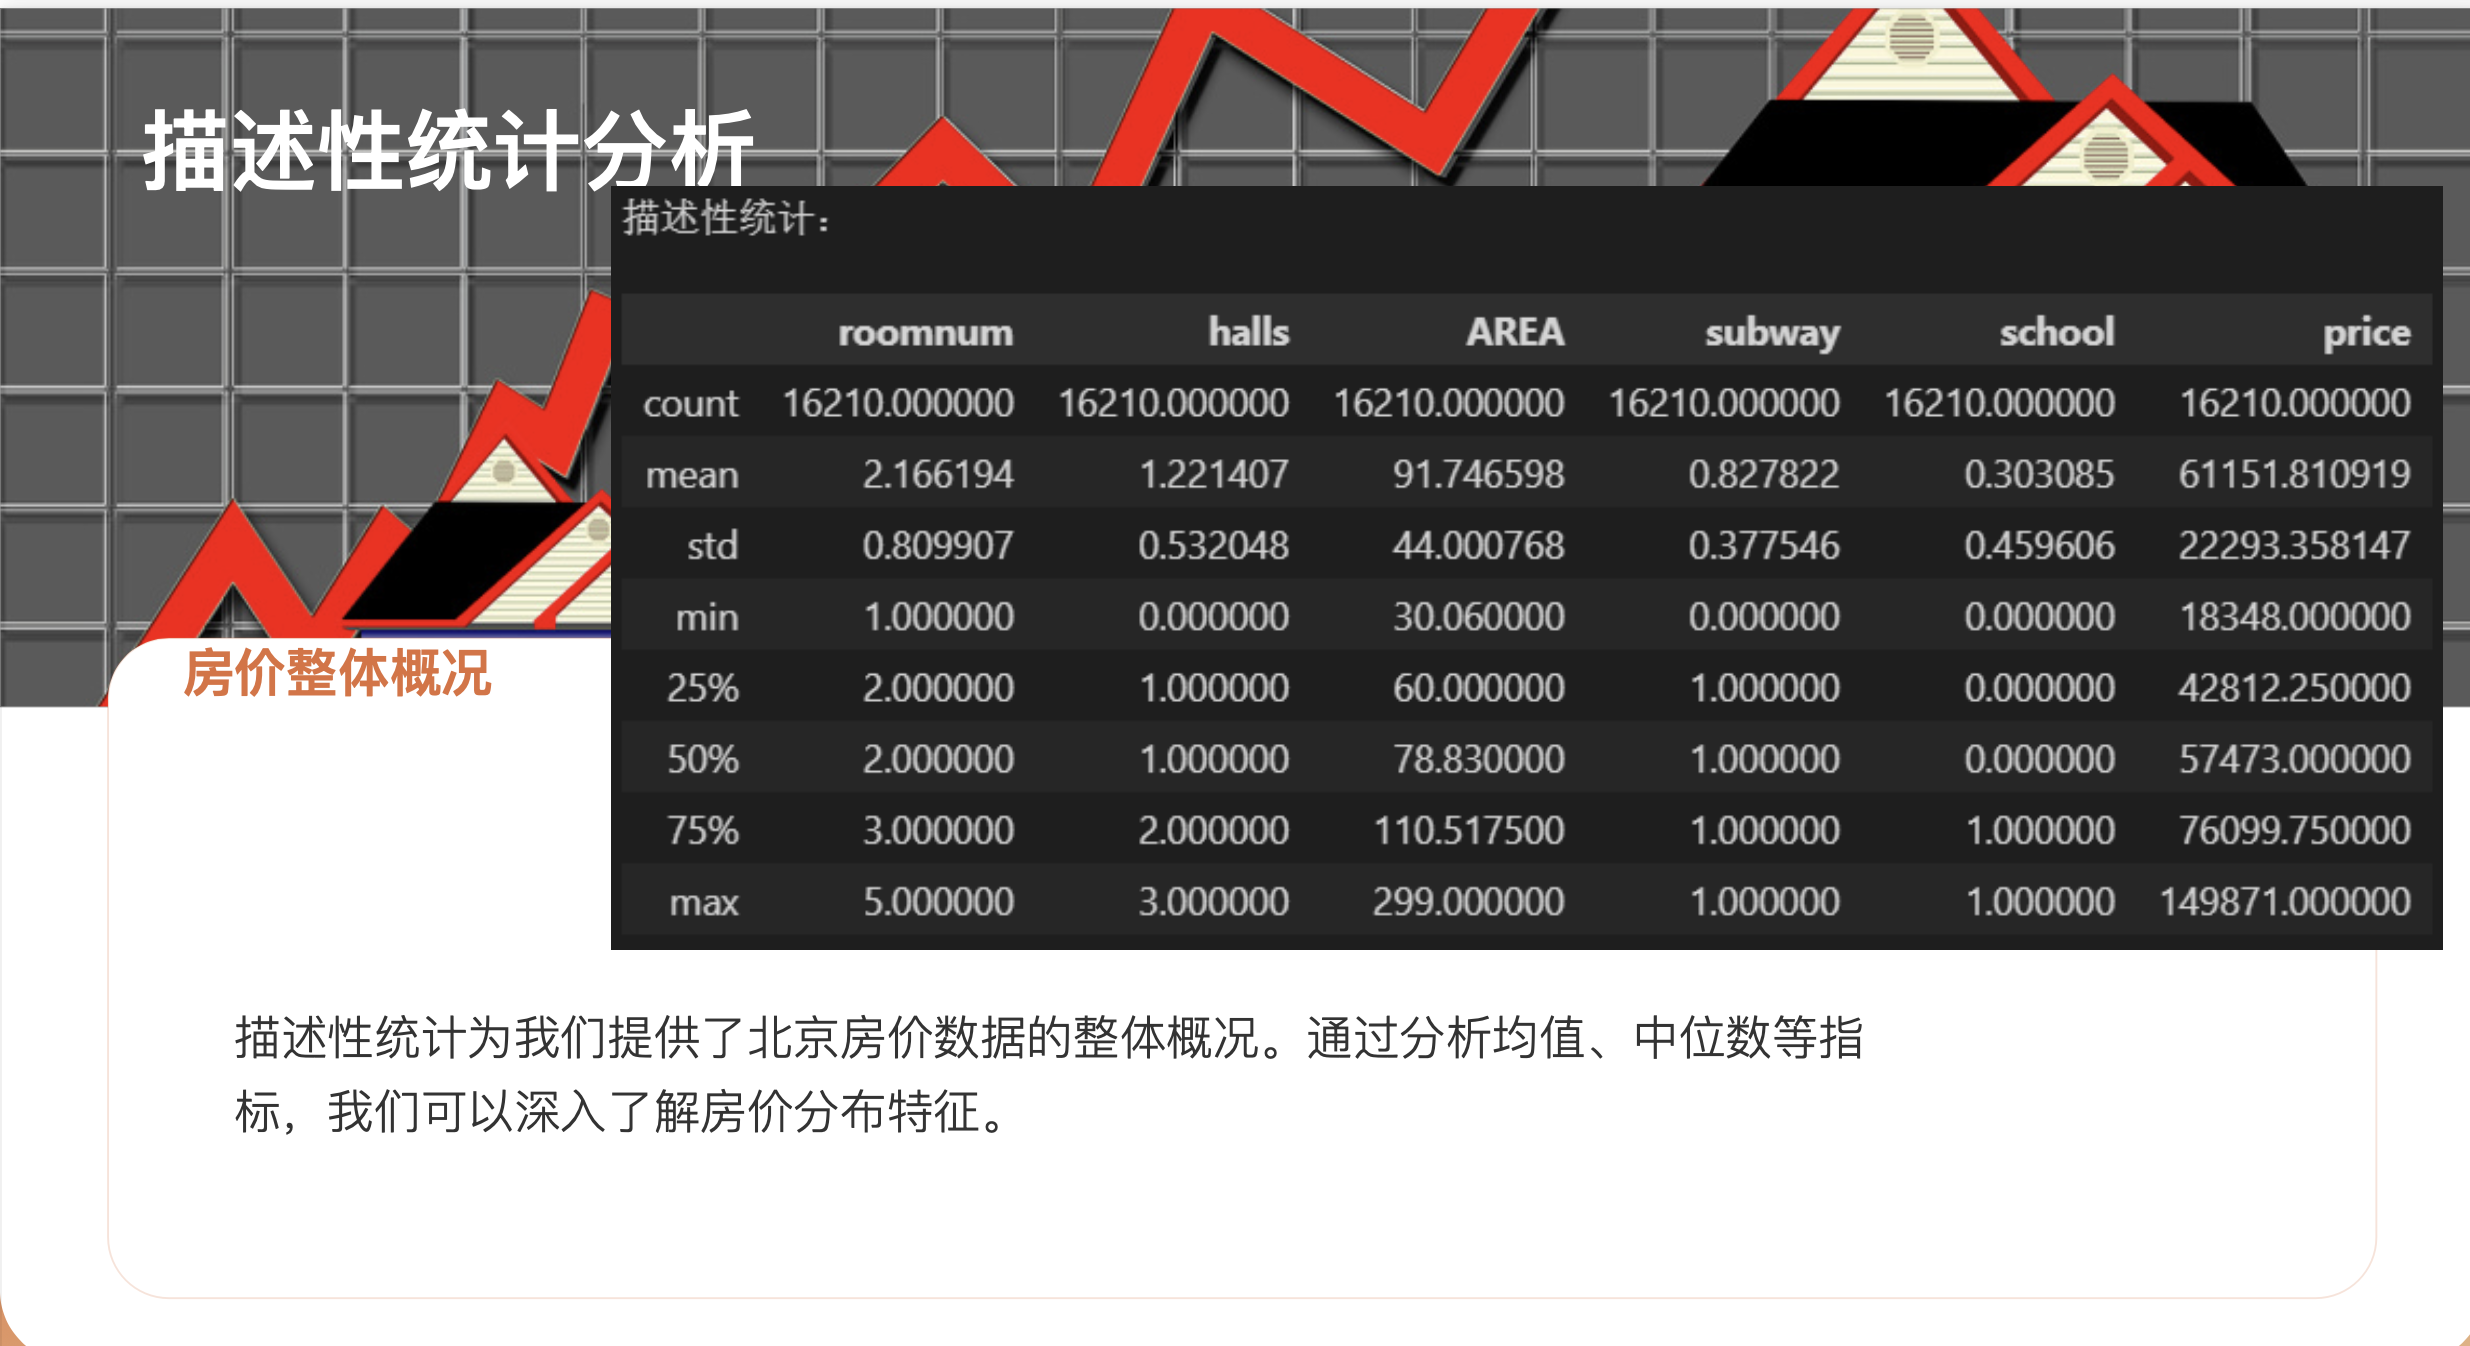 描述性统计分析
描述性统计：
roomnum halls AREA subway school price
count 16210.000000 16210.000000 16210.000000 16210.000000 16210.000000 16210.000000
mean 2.166194 1.221407 91.746598 0.827822 0.303085 61151.810919
std 0.809907 0.532048 44.000768 0.377546 0.459606 22293.358147
min 1.000000 0.000000 30.060000 0.000000 0.000000 18348.000000
25% 2.000000 1.000000 60.000000 1.000000 0.000000 42812.250000
50% 2.000000 1.000000 78.830000 1.000000 0.000000 57473.000000
75% 3.000000 2.000000 110.517500 1.000000 1.000000 76099.750000
max 5.000000 3.000000 299.000000 1.000000 1.000000 149871.000000
房价整体概况
描述性统计为我们提供了北京房价数据的整体概况。通过分析均值、中位数等指
标，我们可以深入了解房价分布特征。